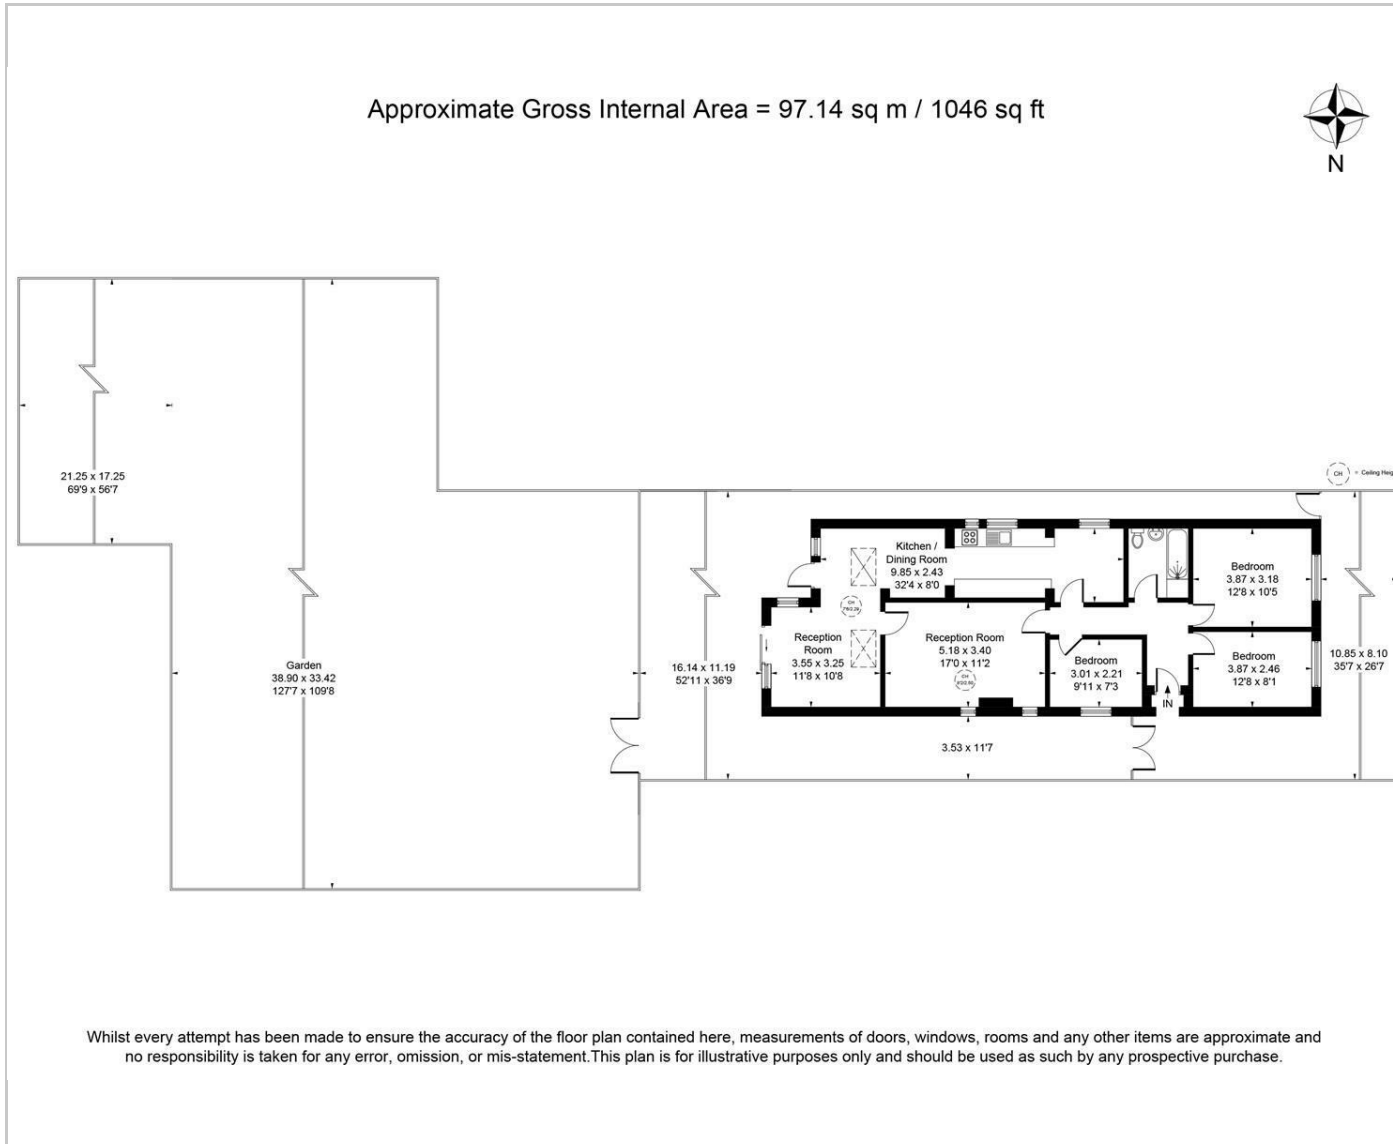 Approximate Gross Internal Area = 97.14 sq m / 1046 sq ft
N
21.25 x 17.25
69'9 x 56'7
Garden
38.90 x 33.42
127'7 x 109'8
16.14 x 11.19
52'11 x 36'9
Kitchen /
Dining Room
9.85 x 2.43
32'4 x 8'0
CH
Reception
Room
3.55 x 3.25
11'8 x 10'8
Reception Room
5.18 x 3.40
17'0 x 11'2
CH
Bedroom
3.01 x 2.21
9'11 x 7'3
IN
Bedroom
3.87 x 3.18
12'8 x 10'5
Bedroom
3.87 x 2.46
12'8 x 8'1
CH = Ceiling Heig
10.85 x 8.10
35'7 x 26'7
3.53 x 11'7
Whilst every attempt has been made to ensure the accuracy of the floor plan contained here, measurements of doors, windows, rooms and any other items are approximate and
no responsibility is taken for any error, omission, or mis-statement.This plan is for illustrative purposes only and should be used as such by any prospective purchase.